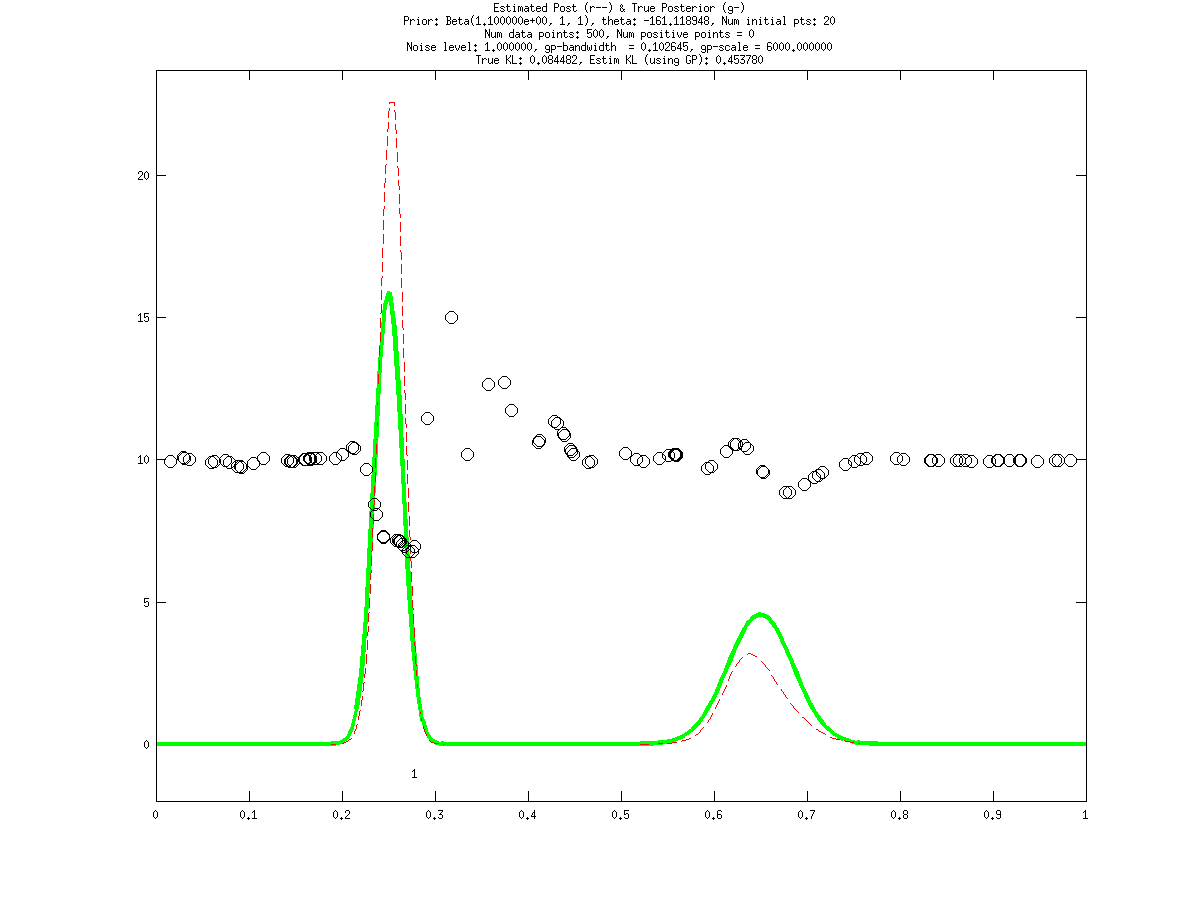 Estimated Post (r--) & True Posterior (g-)
Prior: Beta(1.100000e+00, 1, 1), theta: -161.118948, Num initial pts: 20
Num data points: 500, Num positive points = 0
Noise level: 1.000000, gp-bandwidth  = 0.102645, gp-scale = 6000.000000
True KL: 0.084482, Estim KL (using GP): 0.453780
20
15
10
5
0
1
0 0.1 0.2 0.3 0.4 0.5 0.6 0.7 0.8 0.9 1